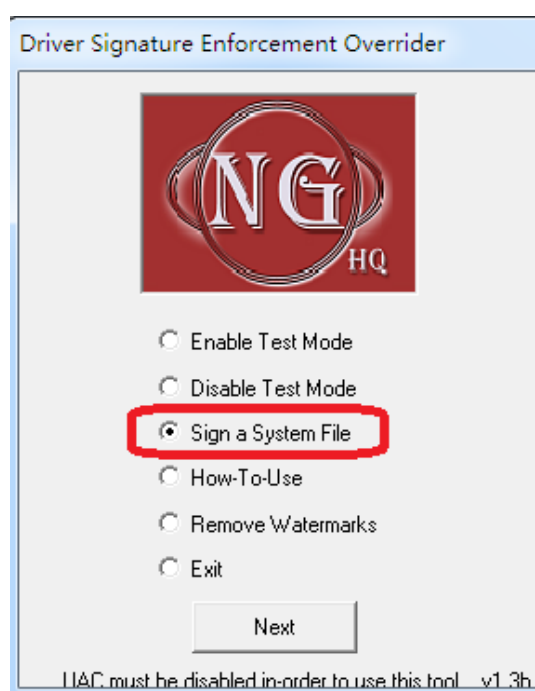 Driver Signature Enforcement Overrider
NG
HQ
Enable Test Mode
Disable Test Mode
Sign a System File
How-To-Use
Remove Watermarks
Exit
Next
UAC must be disabled in-order to use this tool v1.3b